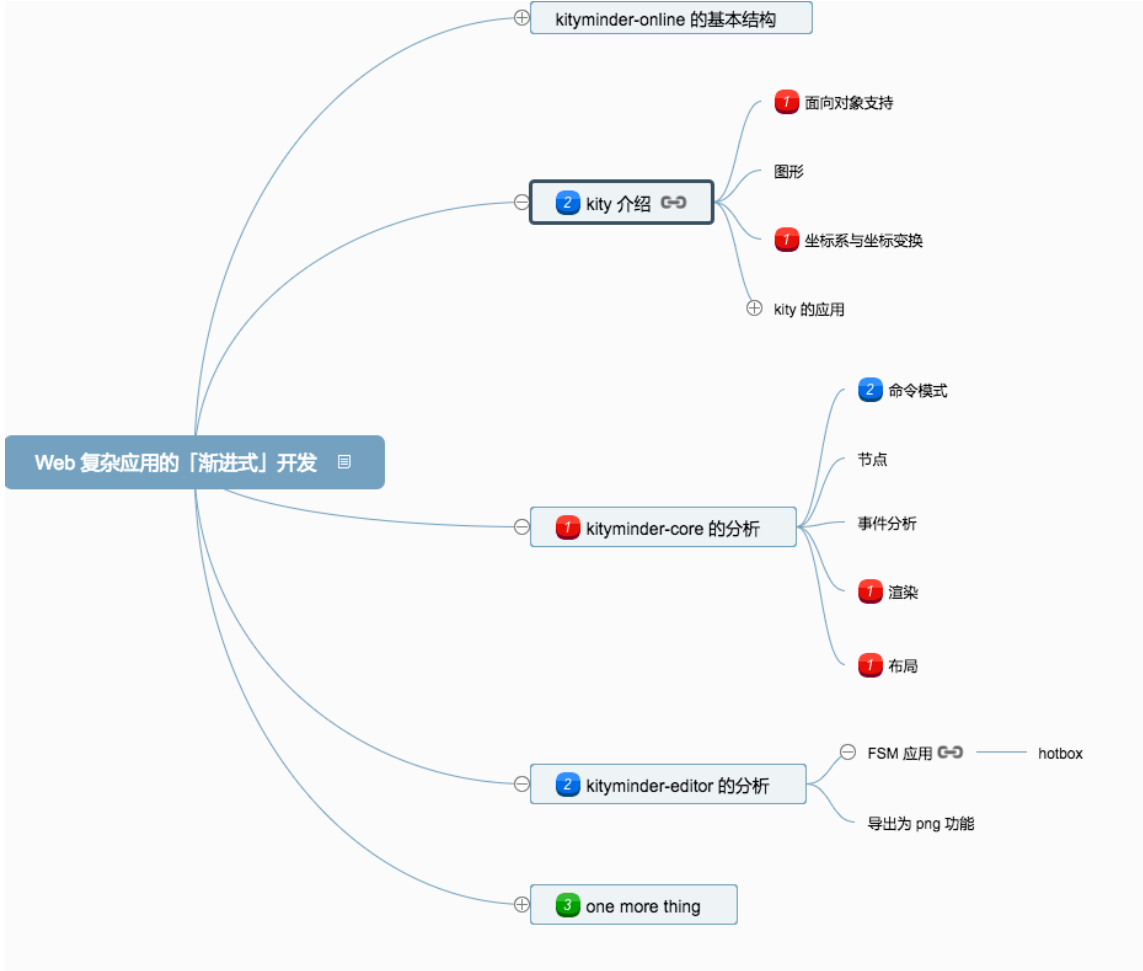 kityminder-online 的基本结构
1 面向对象支持
图形
2 kity 介绍
1 坐标系与坐标变换
kity 的应用
2 命令模式
节点
Web 复杂应用的「渐进式」开发
1 kityminder-core 的分析
事件分析
1 渲染
1 布局
FSM 应用
hotbox
2 kityminder-editor 的分析
导出为 png 功能
3 one more thing